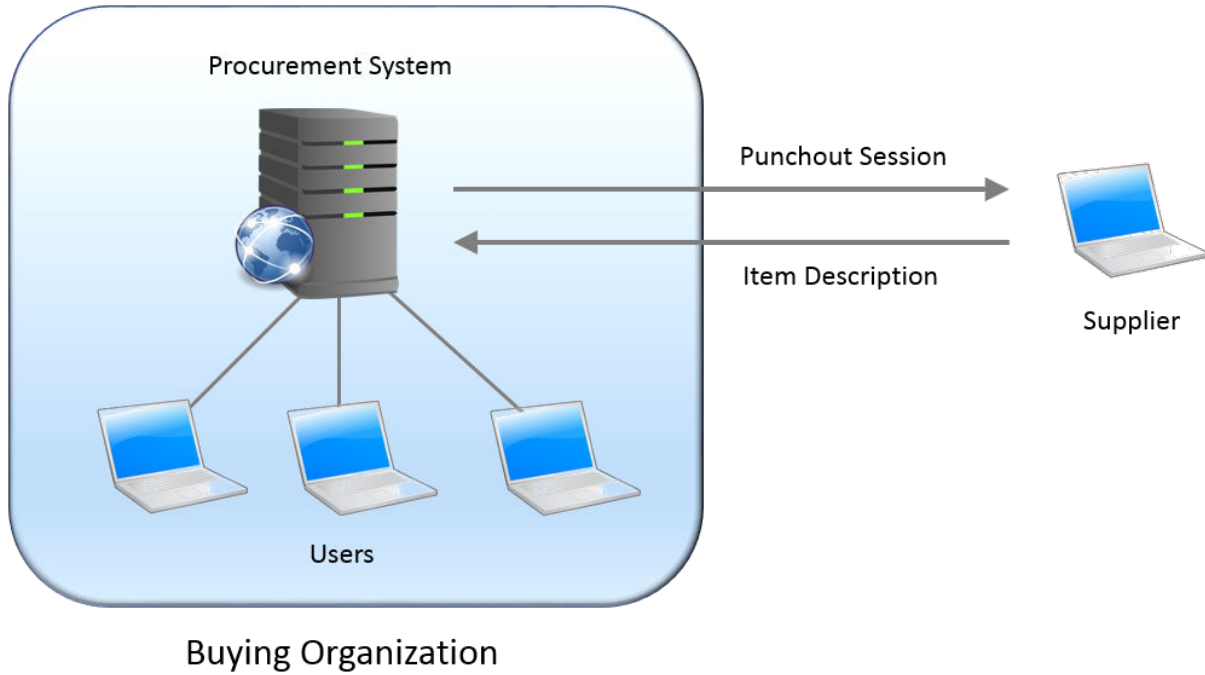 Procurement System
Punchout Session
Item Description
Supplier
Users
Buying Organization